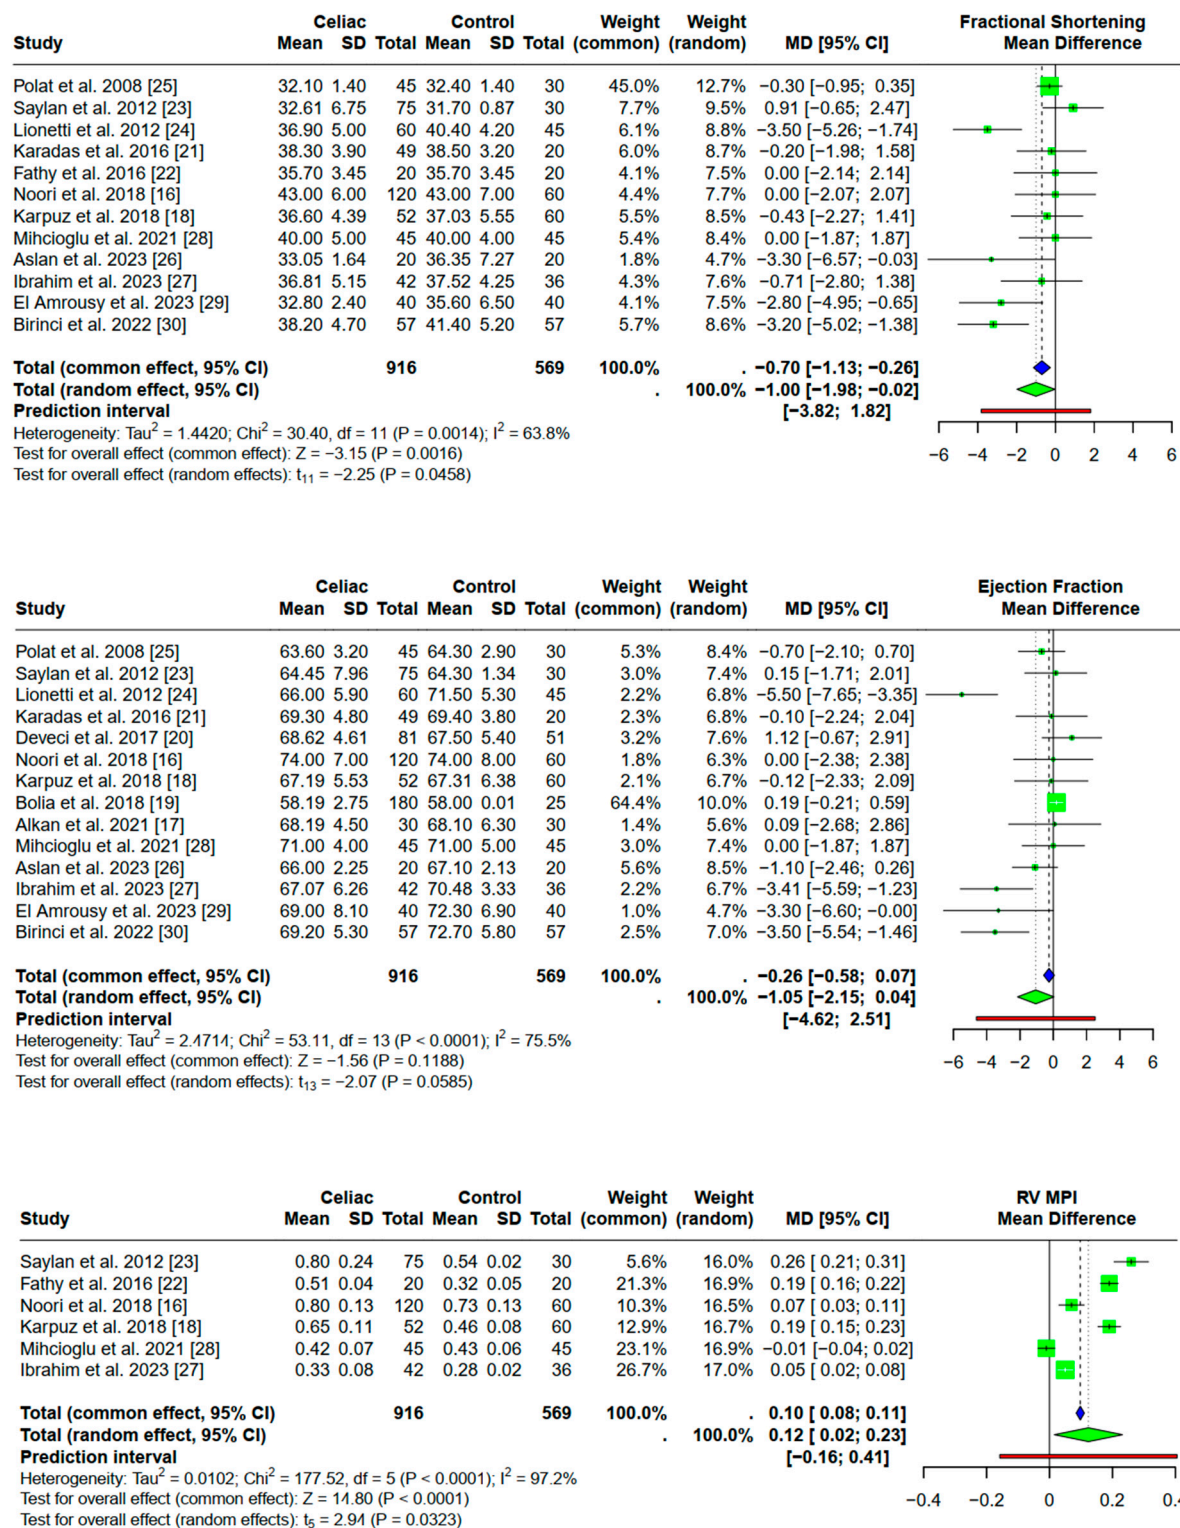 Celiac Control Weight Weight Fractional Shortening
Study Mean SD Total Mean SD Total (common) (random) MD [95% CI] Mean Difference
Polat et al. 2008 [25] 32.10 1.40 45 32.40 1.40 30 45.0% 12.7% −0.30 [−0.95; 0.35]
Saylan et al. 2012 [23] 32.61 6.75 75 31.70 0.87 30 7.7% 9.5% 0.91 [−0.65; 2.47]
Lionetti et al. 2012 [24] 36.90 5.00 60 40.40 4.20 45 6.1% 8.8% −3.50 [−5.26; −1.74]
Karadas et al. 2016 [21] 38.30 3.90 49 38.50 3.20 20 6.0% 8.7% −0.20 [−1.98; 1.58]
Fathy et al. 2016 [22] 35.70 3.45 20 35.70 3.45 20 4.1% 7.5% 0.00 [−2.14; 2.14]
Noori et al. 2018 [16] 43.00 6.00 120 43.00 7.00 60 4.4% 7.7% 0.00 [−2.07; 2.07]
Karpuz et al. 2018 [18] 36.60 4.39 52 37.03 5.55 60 5.5% 8.5% −0.43 [−2.27; 1.41]
Mihcioglu et al. 2021 [28] 40.00 5.00 45 40.00 4.00 45 5.4% 8.4% 0.00 [−1.87; 1.87]
Aslan et al. 2023 [26] 33.05 1.64 20 36.35 7.27 20 1.8% 4.7% −3.30 [−6.57; −0.03]
Ibrahim et al. 2023 [27] 36.81 5.15 42 37.52 4.25 36 4.3% 7.6% −0.71 [−2.80; 1.38]
El Amrousy et al. 2023 [29] 32.80 2.40 40 35.60 6.50 40 4.1% 7.5% −2.80 [−4.95; −0.65]
Birinci et al. 2022 [30] 38.20 4.70 57 41.40 5.20 57 5.7% 8.6% −3.20 [−5.02; −1.38]
Total (common effect, 95% CI) 916 569 100.0% . −0.70 [−1.13; −0.26]
Total (random effect, 95% CI) . 100.0% −1.00 [−1.98; −0.02]
Prediction interval [−3.82; 1.82]
Heterogeneity: Tau² = 1.4420; Chi² = 30.40, df = 11 (P = 0.0014); I² = 63.8%
Test for overall effect (common effect): Z = −3.15 (P = 0.0016)
Test for overall effect (random effects): t₁₁ = −2.25 (P = 0.0458)
−6 −4 −2 0 2 4 6
Celiac Control Weight Weight Ejection Fraction
Study Mean SD Total Mean SD Total (common) (random) MD [95% CI] Mean Difference
Polat et al. 2008 [25] 63.60 3.20 45 64.30 2.90 30 5.3% 8.4% −0.70 [−2.10; 0.70]
Saylan et al. 2012 [23] 64.45 7.96 75 64.30 1.34 30 3.0% 7.4% 0.15 [−1.71; 2.01]
Lionetti et al. 2012 [24] 66.00 5.90 60 71.50 5.30 45 2.2% 6.8% −5.50 [−7.65; −3.35]
Karadas et al. 2016 [21] 69.30 4.80 49 69.40 3.80 20 2.3% 6.8% −0.10 [−2.24; 2.04]
Deveci et al. 2017 [20] 68.62 4.61 81 67.50 5.40 51 3.2% 7.6% 1.12 [−0.67; 2.91]
Noori et al. 2018 [16] 74.00 7.00 120 74.00 8.00 60 1.8% 6.3% 0.00 [−2.38; 2.38]
Karpuz et al. 2018 [18] 67.19 5.53 52 67.31 6.38 60 2.1% 6.7% −0.12 [−2.33; 2.09]
Bolia et al. 2018 [19] 58.19 2.75 180 58.00 0.01 25 64.4% 10.0% 0.19 [−0.21; 0.59]
Alkan et al. 2021 [17] 68.19 4.50 30 68.10 6.30 30 1.4% 5.6% 0.09 [−2.68; 2.86]
Mihcioglu et al. 2021 [28] 71.00 4.00 45 71.00 5.00 45 3.0% 7.4% 0.00 [−1.87; 1.87]
Aslan et al. 2023 [26] 66.00 2.25 20 67.10 2.13 20 5.6% 8.5% −1.10 [−2.46; 0.26]
Ibrahim et al. 2023 [27] 67.07 6.26 42 70.48 3.33 36 2.2% 6.7% −3.41 [−5.59; −1.23]
El Amrousy et al. 2023 [29] 69.00 8.10 40 72.30 6.90 40 1.0% 4.7% −3.30 [−6.60; −0.00]
Birinci et al. 2022 [30] 69.20 5.30 57 72.70 5.80 57 2.5% 7.0% −3.50 [−5.54; −1.46]
Total (common effect, 95% CI) 916 569 100.0% . −0.26 [−0.58; 0.07]
Total (random effect, 95% CI) . 100.0% −1.05 [−2.15; 0.04]
Prediction interval [−4.62; 2.51]
Heterogeneity: Tau² = 2.4714; Chi² = 53.11, df = 13 (P < 0.0001); I² = 75.5%
Test for overall effect (common effect): Z = −1.56 (P = 0.1188)
Test for overall effect (random effects): t₁₃ = −2.07 (P = 0.0585)
−6 −4 −2 0 2 4 6
Celiac Control Weight Weight RV MPI
Study Mean SD Total Mean SD Total (common) (random) MD [95% CI] Mean Difference
Saylan et al. 2012 [23] 0.80 0.24 75 0.54 0.02 30 5.6% 16.0% 0.26 [0.21; 0.31]
Fathy et al. 2016 [22] 0.51 0.04 20 0.32 0.05 20 21.3% 16.9% 0.19 [0.16; 0.22]
Noori et al. 2018 [16] 0.80 0.13 120 0.73 0.13 60 10.3% 16.5% 0.07 [0.03; 0.11]
Karpuz et al. 2018 [18] 0.65 0.11 52 0.46 0.08 60 12.9% 16.7% 0.19 [0.15; 0.23]
Mihcioglu et al. 2021 [28] 0.42 0.07 45 0.43 0.06 45 23.1% 16.9% −0.01 [−0.04; 0.02]
Ibrahim et al. 2023 [27] 0.33 0.08 42 0.28 0.02 36 26.7% 17.0% 0.05 [0.02; 0.08]
Total (common effect, 95% CI) 916 569 100.0% . 0.10 [ 0.08; 0.11]
Total (random effect, 95% CI) . 100.0% 0.12 [ 0.02; 0.23]
Prediction interval [−0.16; 0.41]
Heterogeneity: Tau² = 0.0102; Chi² = 177.52, df = 5 (P < 0.0001); I² = 97.2%
Test for overall effect (common effect): Z = 14.80 (P < 0.0001)
Test for overall effect (random effects): t₅ = 2.94 (P = 0.0323)
−0.4 −0.2 0 0.2 0.4